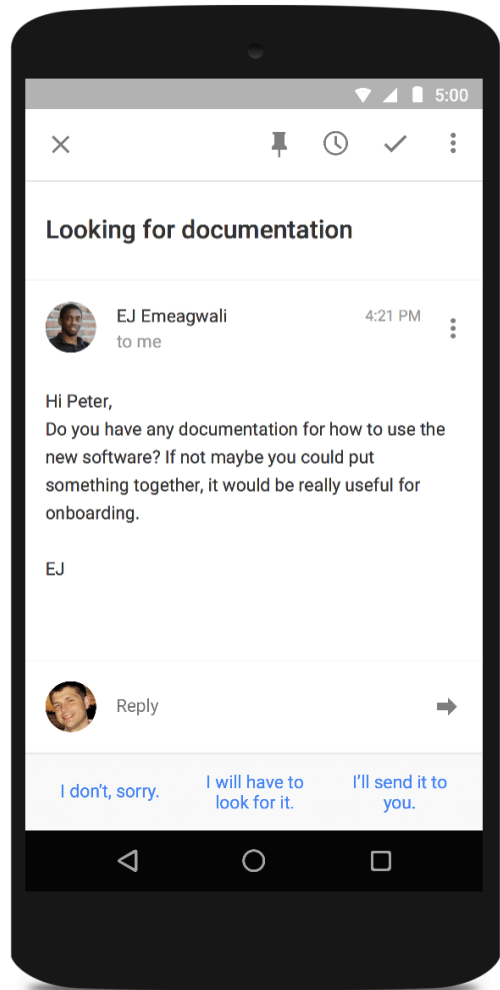 5:00
Looking for documentation
EJ Emeagwali
4:21 PM
to me
Hi Peter,
Do you have any documentation for how to use the
new software? If not maybe you could put
something together, it would be really useful for
onboarding.
EJ
Reply
I don't, sorry.
I will have to
look for it.
I'll send it to
you.